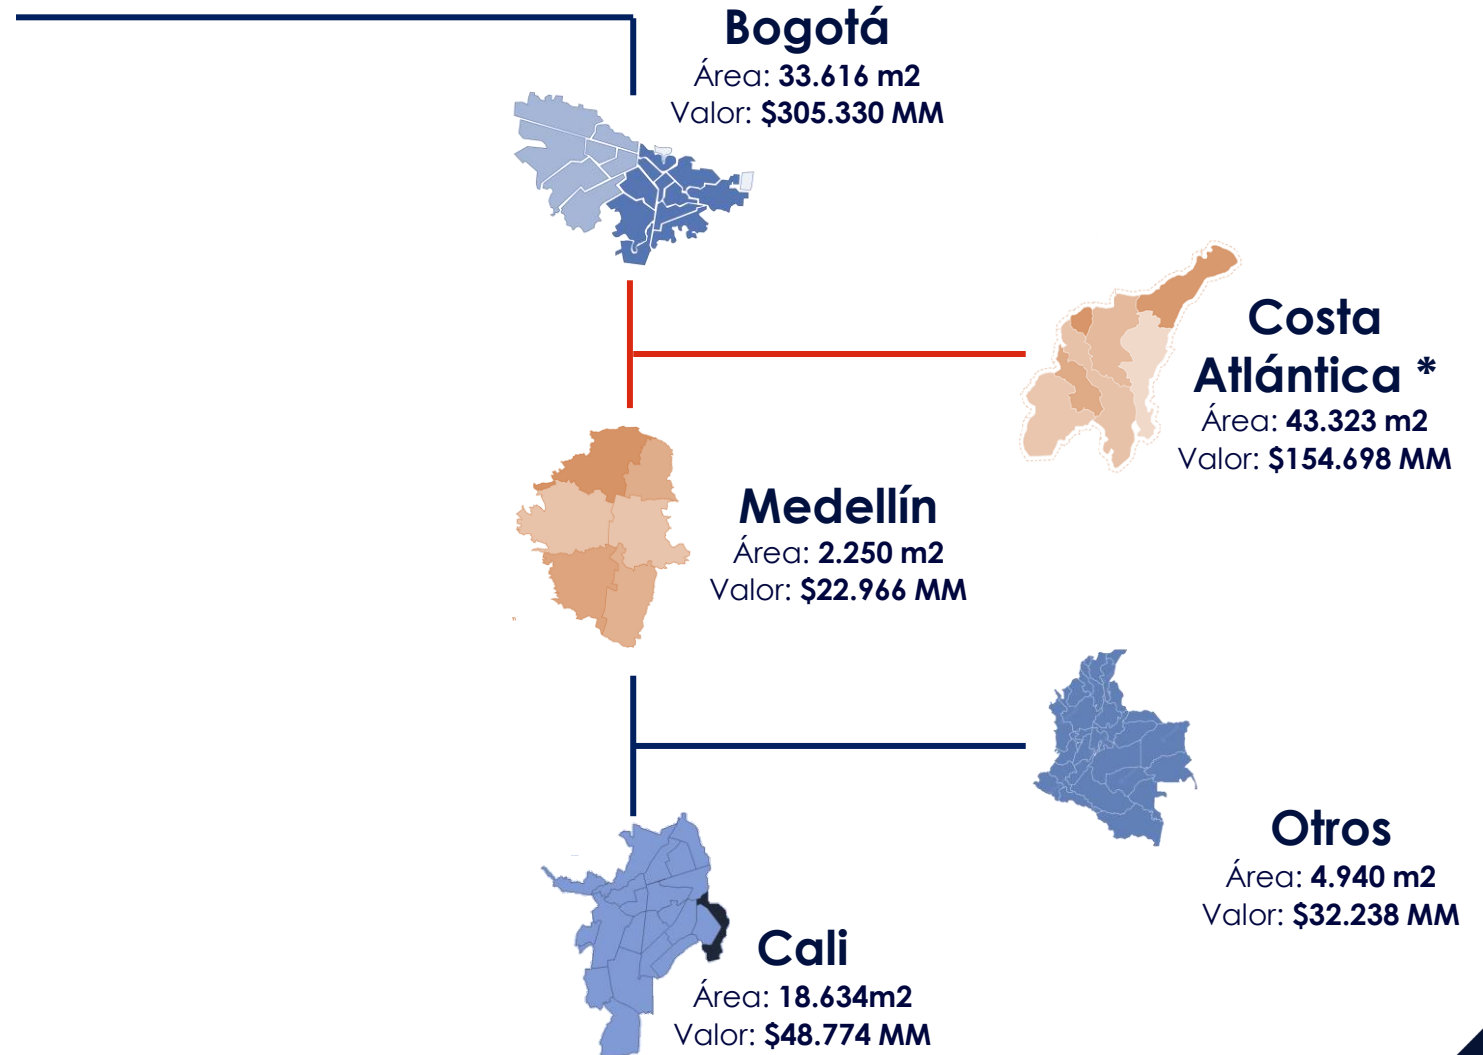 Bogotá
Área: 33.616 m2
Valor: $305.330 MM
Costa
Atlántica *
Área: 43.323 m2
Valor: $154.698 MM
Medellín
Área: 2.250 m2
Valor: $22.966 MM
Otros
Área: 4.940 m2
Valor: $32.238 MM
Cali
Área: 18.634m2
Valor: $48.774 MM